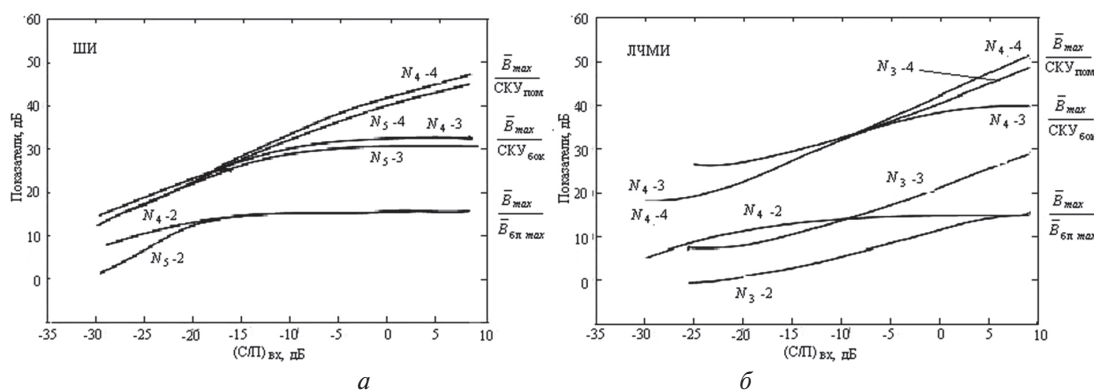 60
50
40
30
20
10
0
Показатели, дБ
ШИ
N4-4
N5-4
N4-3
N5-3
N4-2
N5-2
B̄max
СКУпом
B̄max
СКУбок
B̄max
B̄бп max
-35 -30 -25 -20 -15 -10 -5 0 5 10
(С/П)вх, дБ
а
60
50
40
30
20
10
0
Показатели, дБ
ЛЧМИ
N4-4
N3-4
N4-3
N3-3
N4-3
N4-4
N4-2
N3-2
B̄max
СКУпом
B̄max
СКУбок
B̄max
B̄бп max
-35 -30 -25 -20 -15 -10 -5 0 5 10
(С/П)вх, дБ
б